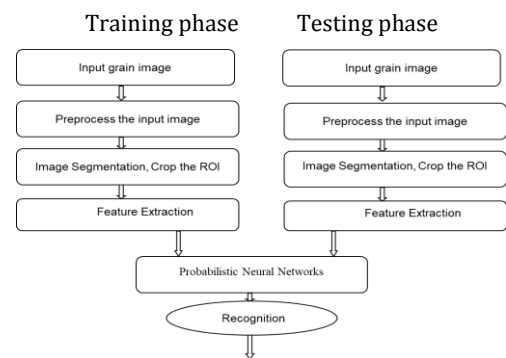 Training phase
Testing phase
Input grain image
Input grain image
Preprocess the input image
Preprocess the input image
Image Segmentation, Crop the ROI
Image Segmentation, Crop the ROI
Feature Extraction
Feature Extraction
Probabilistic Neural Networks
Recognition